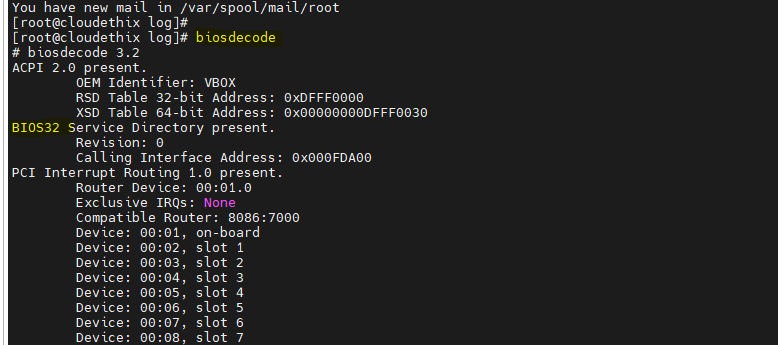 You have new mail in /var/spool/mail/root
[root@cloudethix log]#
[root@cloudethix log]# biosdecode
# biosdecode 3.2
ACPI 2.0 present.
        OEM Identifier: VBOX
        RSD Table 32-bit Address: 0xDFFF0000
        XSD Table 64-bit Address: 0x00000000DFFF0030
BIOS32 Service Directory present.
        Revision: 0
        Calling Interface Address: 0x000FDA00
PCI Interrupt Routing 1.0 present.
        Router Device: 00:01.0
        Exclusive IRQs: None
        Compatible Router: 8086:7000
        Device: 00:01, on-board
        Device: 00:02, slot 1
        Device: 00:03, slot 2
        Device: 00:04, slot 3
        Device: 00:05, slot 4
        Device: 00:06, slot 5
        Device: 00:07, slot 6
        Device: 00:08, slot 7